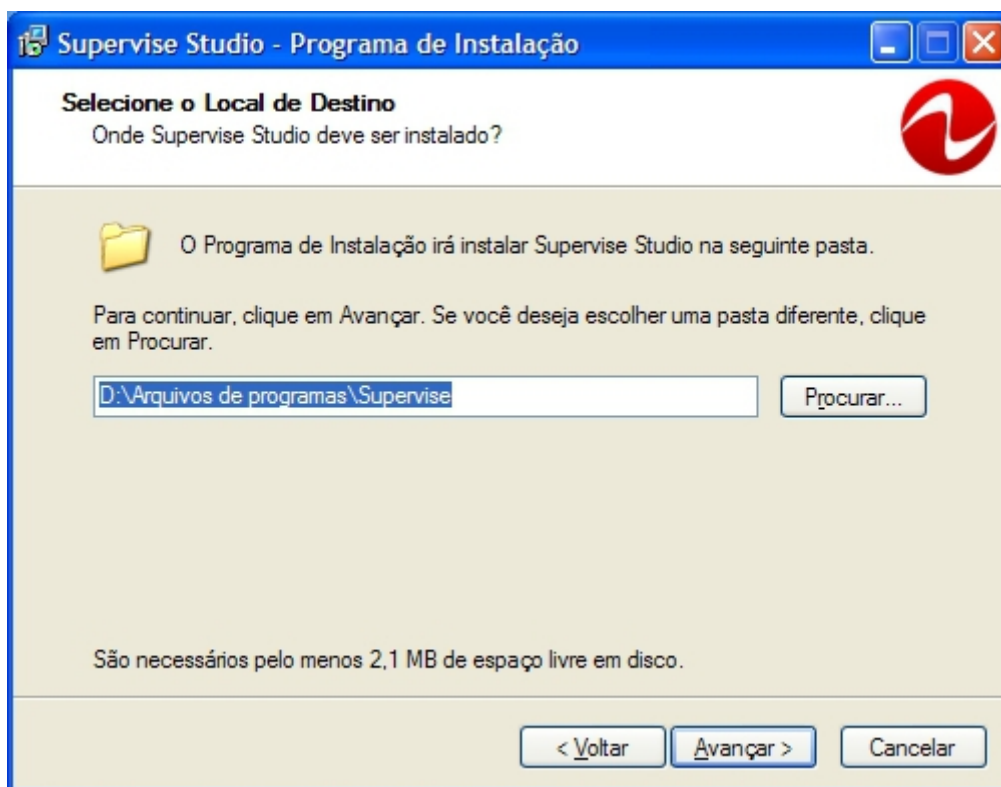 Supervise Studio - Programa de Instalação
Selecione o Local de Destino
Onde Supervise Studio deve ser instalado?
O Programa de Instalação irá instalar Supervise Studio na seguinte pasta.
Para continuar, clique em Avançar. Se você deseja escolher uma pasta diferente, clique
em Procurar.
D:\Arquivos de programas\Supervise
Procurar...
São necessários pelo menos 2,1 MB de espaço livre em disco.
< Voltar
Avançar >
Cancelar